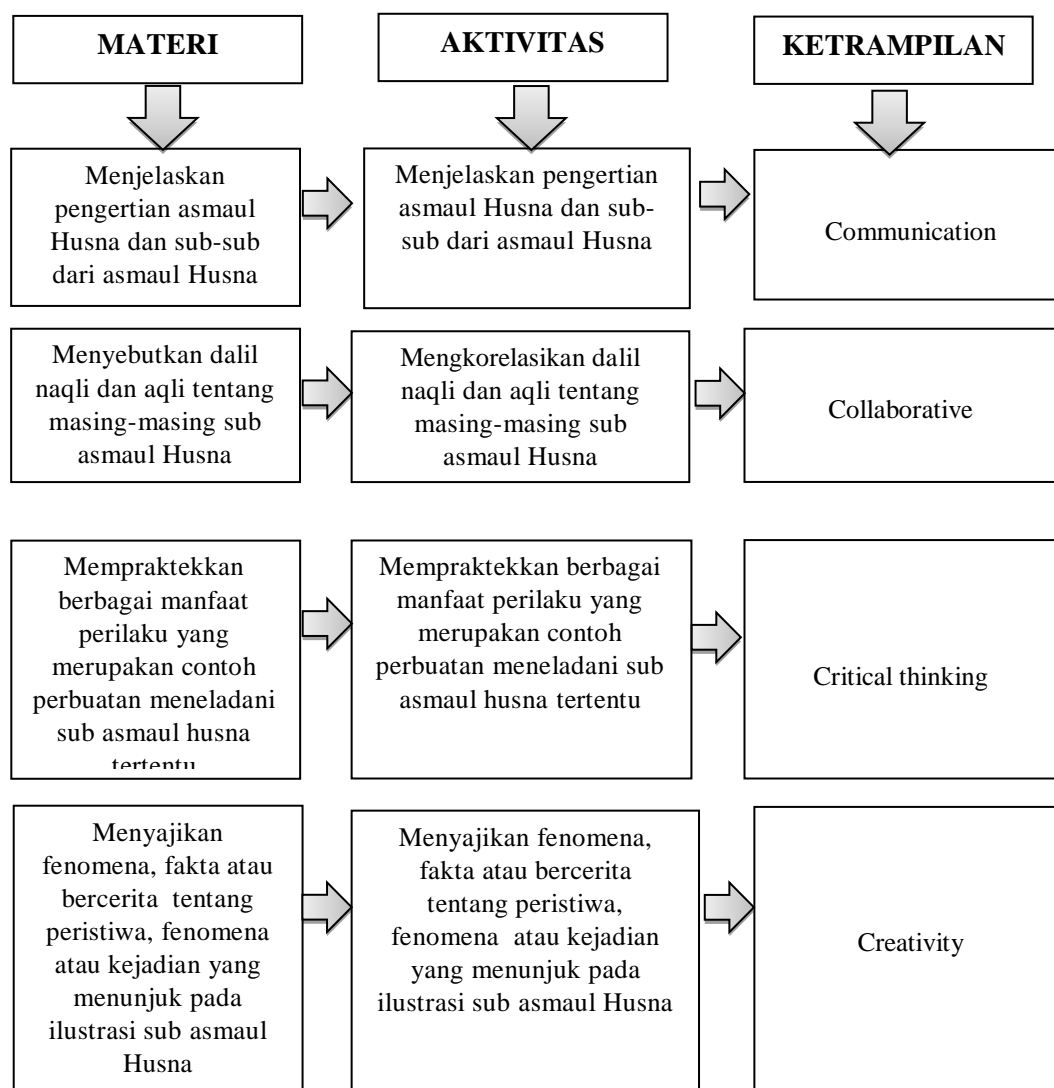 MATERI
AKTIVITAS
KETRAMPILAN
Menjelaskan
pengertian asmaul
Husna dan sub-sub
dari asmaul Husna
Menjelaskan pengertian
asmaul Husna dan sub-
sub dari asmaul Husna
Communication
Menyebutkan dalil
naqli dan aqli tentang
masing-masing sub
asmaul Husna
Mengkorelasikan dalil
naqli dan aqli tentang
masing-masing sub
asmaul Husna
Collaborative
Mempraktekkan
berbagai manfaat
perilaku yang
merupakan contoh
perbuatan meneladani
sub asmaul husna
tertentu
Mempraktekkan berbagai
manfaat perilaku yang
merupakan contoh
perbuatan meneladani sub
asmaul husna tertentu
Critical thinking
Menyajikan
fenomena, fakta atau
bercerita tentang
peristiwa, fenomena
atau kejadian yang
menunjuk pada
ilustrasi sub asmaul
Husna
Menyajikan fenomena,
fakta atau bercerita
tentang peristiwa,
fenomena atau kejadian
yang menunjuk pada
ilustrasi sub asmaul Husna
Creativity